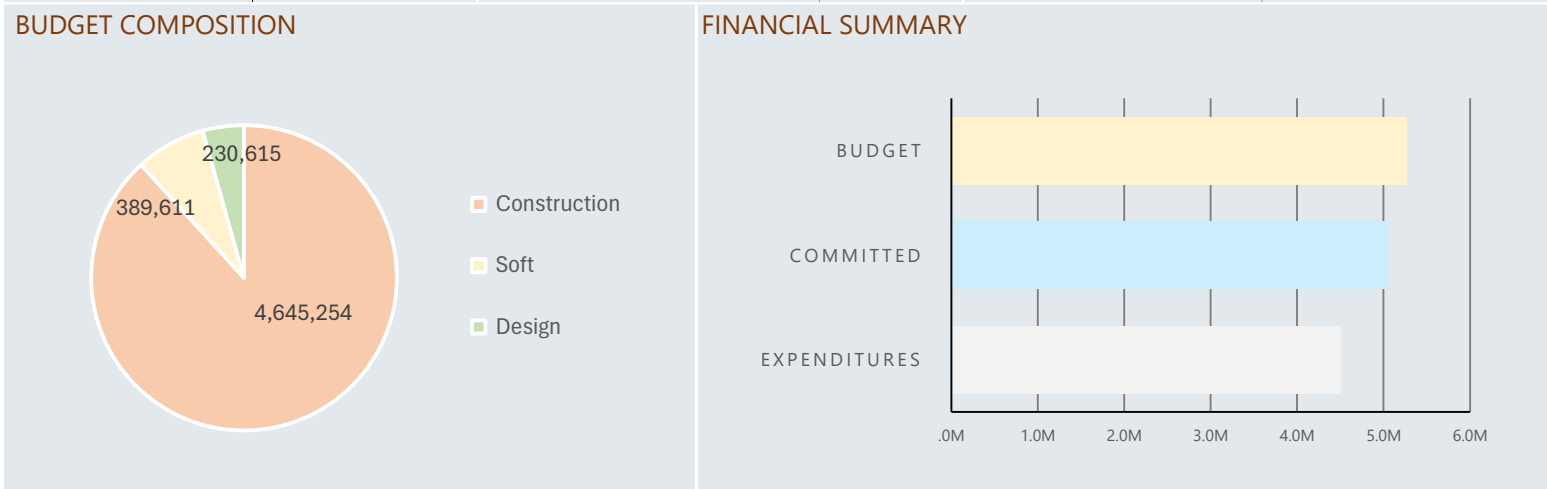 BUDGET COMPOSITION
230,615
389,611
4,645,254
Construction
Soft
Design
FINANCIAL SUMMARY
BUDGET
COMMITTED
EXPENDITURES
.0M 1.0M 2.0M 3.0M 4.0M 5.0M 6.0M